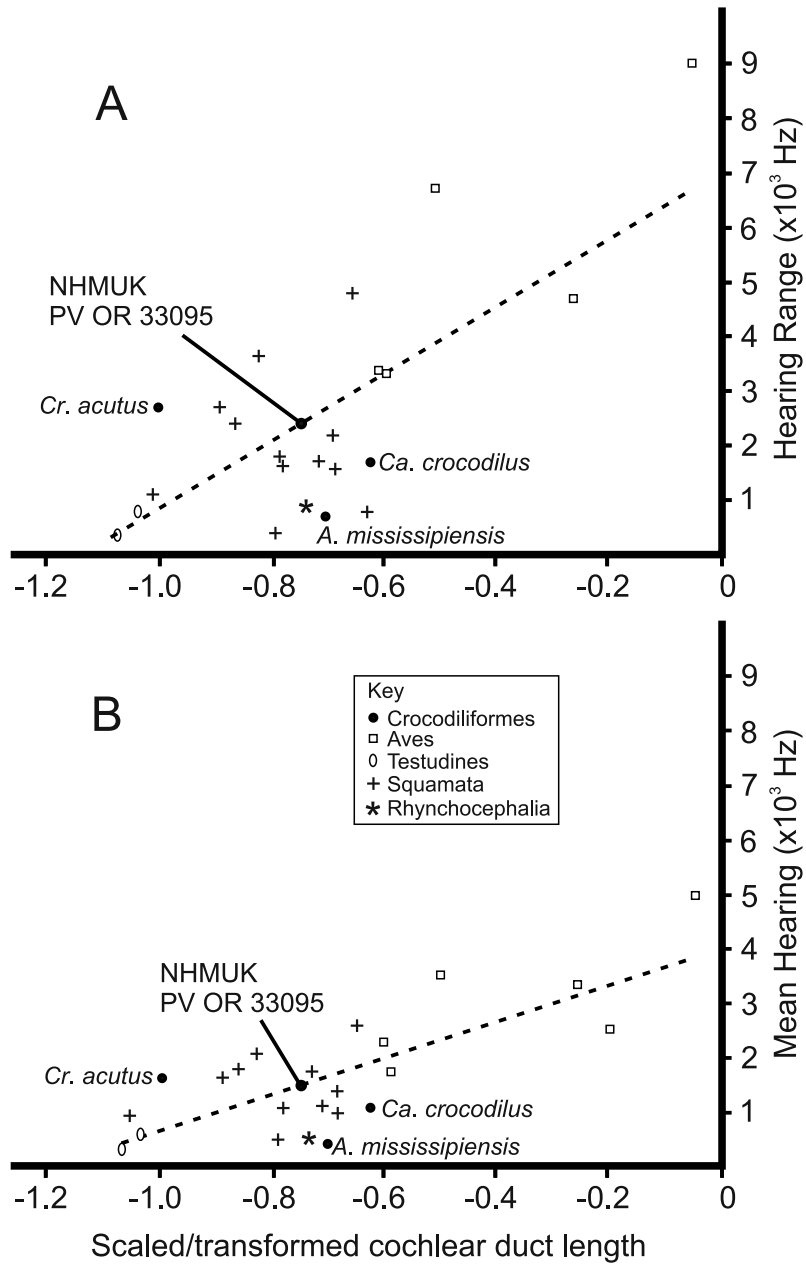 A
9
8
7
6
5
4
3
2
1
Hearing Range (x10³ Hz)
NHMUK
PV OR 33095
Cr. acutus
Ca. crocodilus
A. mississipiensis
-1.2 -1.0 -0.8 -0.6 -0.4 -0.2 0
B
Key
Crocodiliformes
Aves
Testudines
Squamata
Rhynchocephalia
9
8
7
6
5
4
3
2
1
Mean Hearing (x10³ Hz)
NHMUK
PV OR 33095
Cr. acutus
Ca. crocodilus
A. mississipiensis
-1.2 -1.0 -0.8 -0.6 -0.4 -0.2 0
Scaled/transformed cochlear duct length